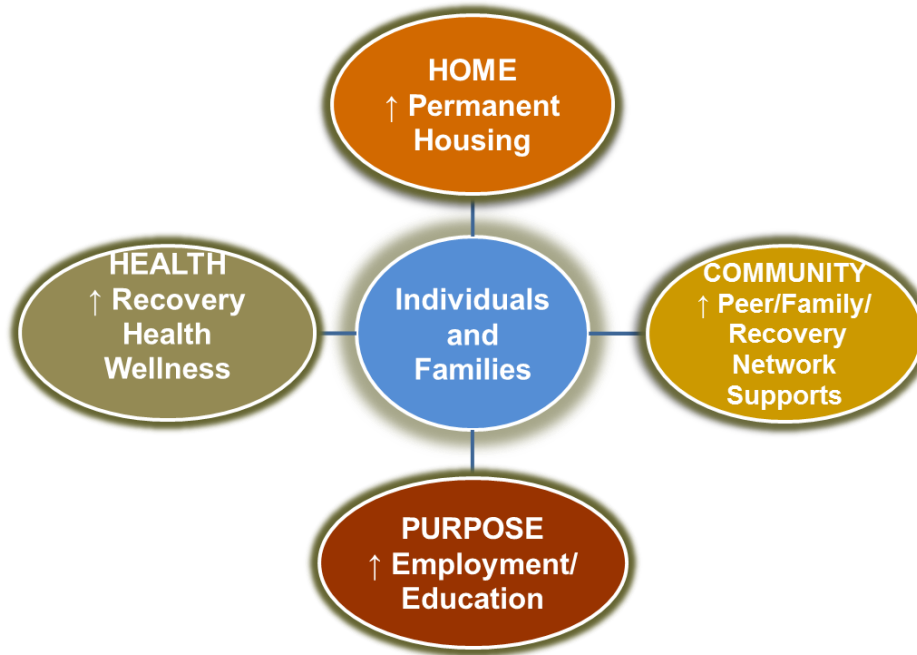 HOME
↑ Permanent
Housing
HEALTH
↑ Recovery
Health
Wellness
Individuals
and
Families
COMMUNITY
↑ Peer/Family/
Recovery
Network
Supports
PURPOSE
↑ Employment/
Education